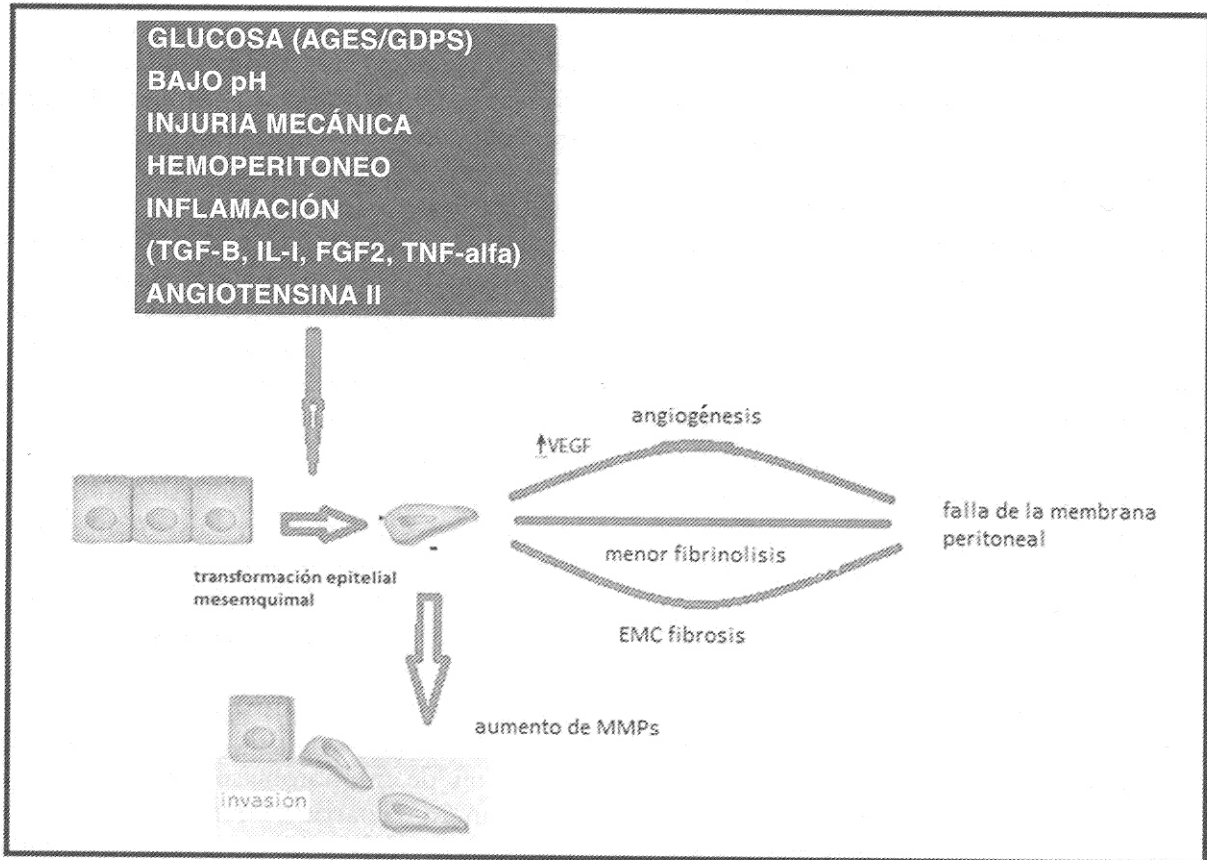 GLUCOSA (AGES/GDPS)
BAJO pH
INJURIA MECÁNICA
HEMOPERITONEO
INFLAMACIÓN
(TGF-B, IL-I, FGF2, TNF-alfa)
ANGIOTENSINA II
angiogénesis
↑VEGF
falla de la membrana
peritoneal
menor fibrinolisis
transformación epitelial
mesemquimal
EMC fibrosis
aumento de MMPs
invasion